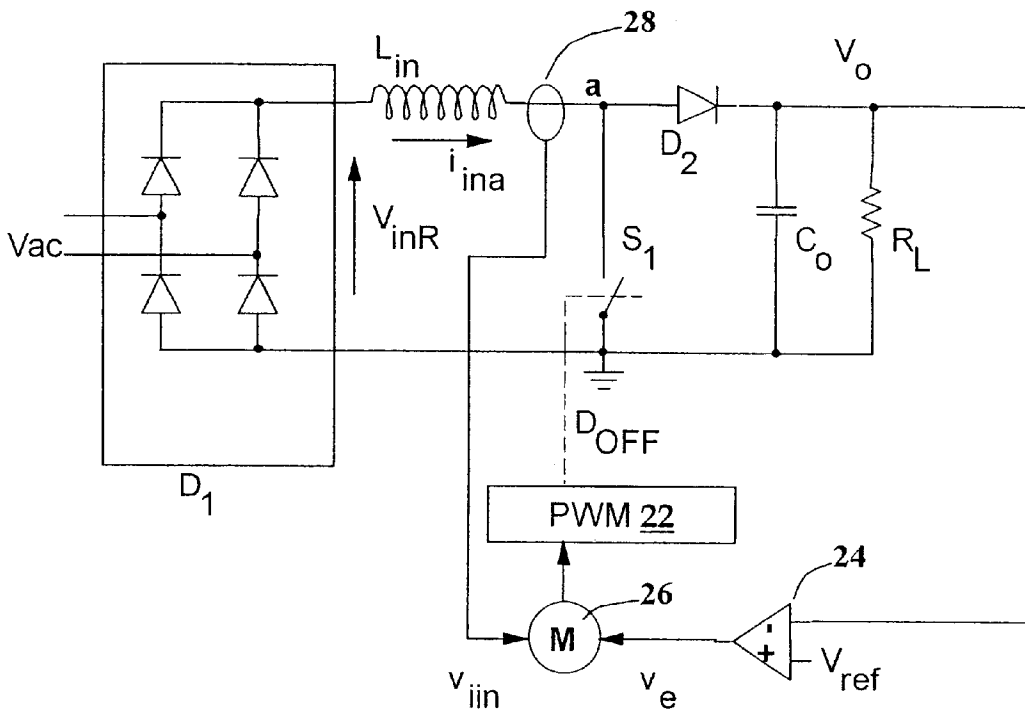 28
L_in
a
V_o
D_2
i_ina
V_inR
Vac
S_1
C_o
R_L
D_OFF
D_1
PWM 22
24
26
M
-
+
V_ref
v_iin
v_e